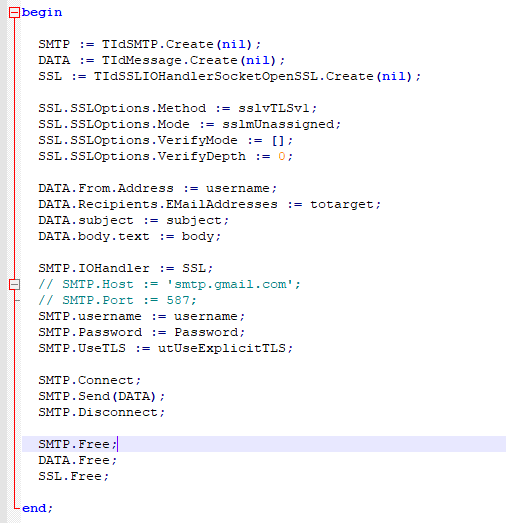 begin
SMTP := TIdSMTP.Create(nil);
DATA := TIdMessage.Create(nil);
SSL := TIdSSLIOHandlerSocketOpenSSL.Create(nil);
SSL.SSLOptions.Method := sslvTLSv1;
SSL.SSLOptions.Mode := sslmUnassigned;
SSL.SSLOptions.VerifyMode := [];
SSL.SSLOptions.VerifyDepth := 0;
DATA.From.Address := username;
DATA.Recipients.EMailAddresses := totarget;
DATA.subject := subject;
DATA.body.text := body;
SMTP.IOHandler := SSL;
// SMTP.Host := 'smtp.gmail.com';
// SMTP.Port := 587;
SMTP.username := username;
SMTP.Password := Password;
SMTP.UseTLS := utUseExplicitTLS;
SMTP.Connect;
SMTP.Send(DATA);
SMTP.Disconnect;
SMTP.Free;
DATA.Free;
SSL.Free;
end;